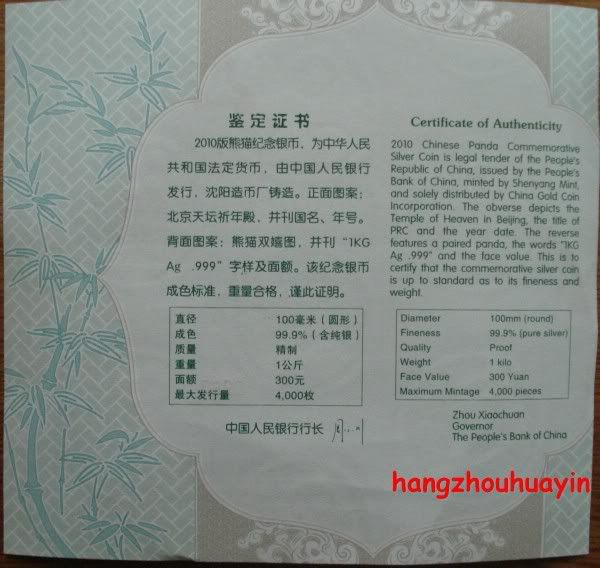 鉴定证书
2010版熊猫纪念银币，为中华人民
共和国法定货币，由中国人民银行
发行，沈阳造币厂铸造。正面图案：
北京天坛祈年殿，并刊国名、年号。
背面图案：熊猫双嬉图，并刊“1KG
Ag .999”字样及面额。该纪念银币
成色标准，重量合格，谨此证明。
直径 100毫米（圆形）
成色 99.9%（含纯银）
质量 精制
重量 1公斤
面额 300元
最大发行量 4,000枚
中国人民银行行长
Certificate of Authenticity
2010 Chinese Panda Commemorative
Silver Coin is legal tender of the People's
Republic of China, issued by the People's
Bank of China, minted by Shenyang Mint,
and solely distributed by China Gold Coin
Incorporation. The obverse depicts the
Temple of Heaven in Beijing, the title of
PRC and the year date. The reverse
features a paired panda, the words "1KG
Ag .999" and the face value. This is to
certify that the commemorative silver coin
is up to standard as to its fineness and
weight.
Diameter 100mm (round)
Fineness 99.9% (pure silver)
Quality Proof
Weight 1 kilo
Face Value 300 Yuan
Maximum Mintage 4,000 pieces
Zhou Xiaochuan
Governor
The People's Bank of China
hangzhouhuayin